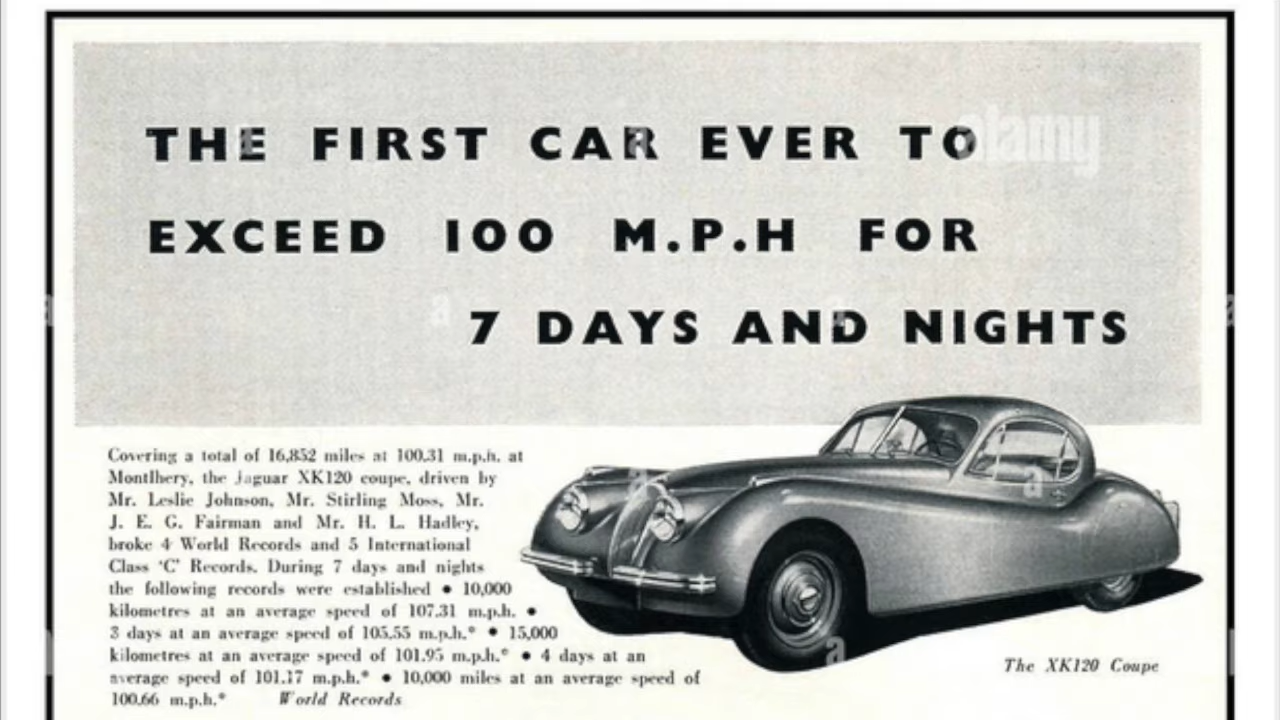 THE FIRST CAR EVER TO
EXCEED 100 M.P.H FOR
7 DAYS AND NIGHTS
alamy
Covering a total of 16,852 miles at 100.31 m.p.h. at
Montlhery, the Jaguar XK120 coupe, driven by
Mr. Leslie Johnson, Mr. Stirling Moss, Mr.
J. E. G. Fairman and Mr. H. L. Hadley,
broke 4 World Records and 5 International
Class 'C' Records. During 7 days and nights
the following records were established ● 10,000
kilometres at an average speed of 107.31 m.p.h. ●
3 days at an average speed of 105.55 m.p.h.* ● 15,000
kilometres at an average speed of 101.95 m.p.h.* ● 4 days at an
average speed of 101.17 m.p.h.* ● 10,000 miles at an average speed of
100.66 m.p.h.* World Records
The XK120 Coupe